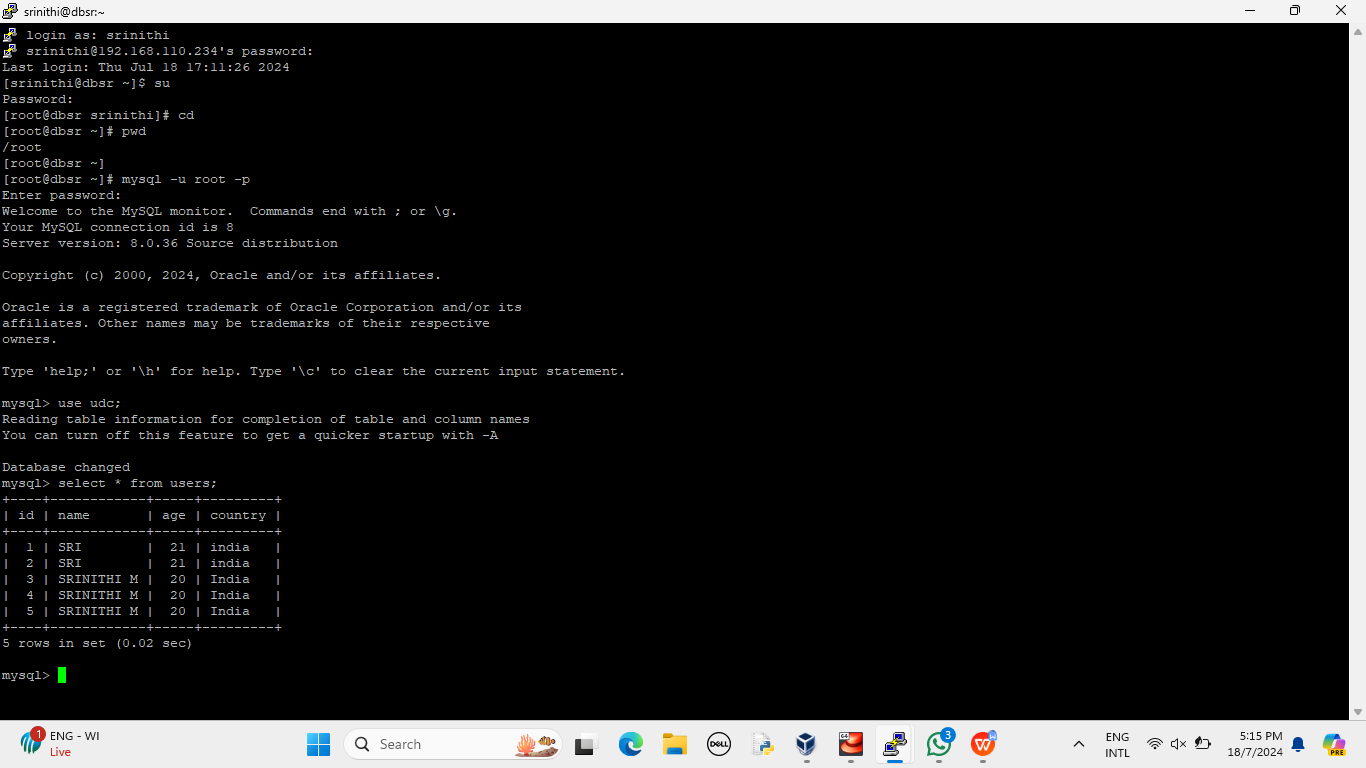 srinithi@dbsr:~
login as: srinithi
srinithi@192.168.110.234's password:
Last login: Thu Jul 18 17:11:26 2024
[srinithi@dbsr ~]$ su
Password:
[root@dbsr srinithi]# cd
[root@dbsr ~]# pwd
/root
[root@dbsr ~]
[root@dbsr ~]# mysql -u root -p
Enter password:
Welcome to the MySQL monitor.  Commands end with ; or \g.
Your MySQL connection id is 8
Server version: 8.0.36 Source distribution
Copyright (c) 2000, 2024, Oracle and/or its affiliates.
Oracle is a registered trademark of Oracle Corporation and/or its
affiliates. Other names may be trademarks of their respective
owners.
Type 'help;' or '\h' for help. Type '\c' to clear the current input statement.
mysql> use udc;
Reading table information for completion of table and column names
You can turn off this feature to get a quicker startup with -A
Database changed
mysql> select * from users;
+----+------------+-----+---------+
| id | name       | age | country |
+----+------------+-----+---------+
|  1 | SRI        |  21 | india   |
|  2 | SRI        |  21 | india   |
|  3 | SRINITHI M |  20 | India   |
|  4 | SRINITHI M |  20 | India   |
|  5 | SRINITHI M |  20 | India   |
+----+------------+-----+---------+
5 rows in set (0.02 sec)
mysql>
1
ENG - WI
Live
Search
DELL
64
3
W
ENG
INTL
5:15 PM
18/7/2024
PRE